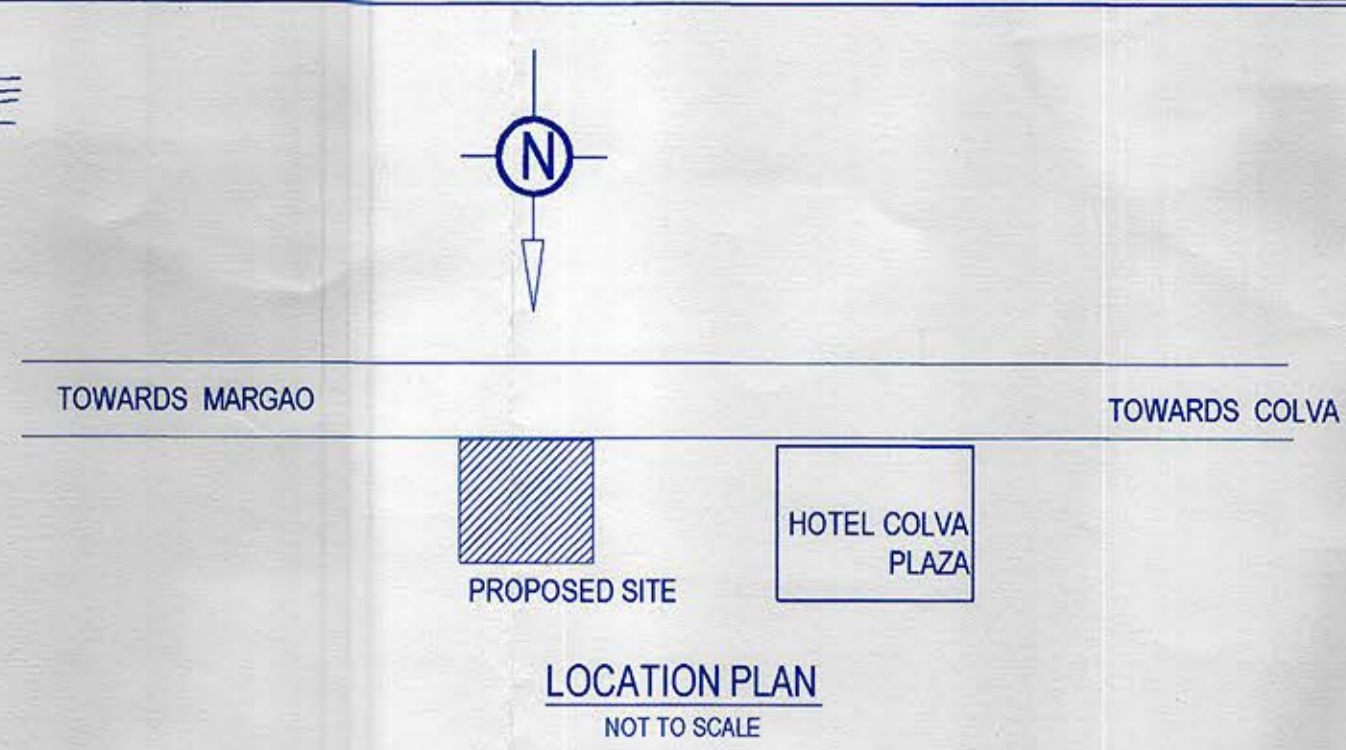 N
TOWARDS MARGAO
TOWARDS COLVA
HOTEL COLVA
PLAZA
PROPOSED SITE
LOCATION PLAN
NOT TO SCALE